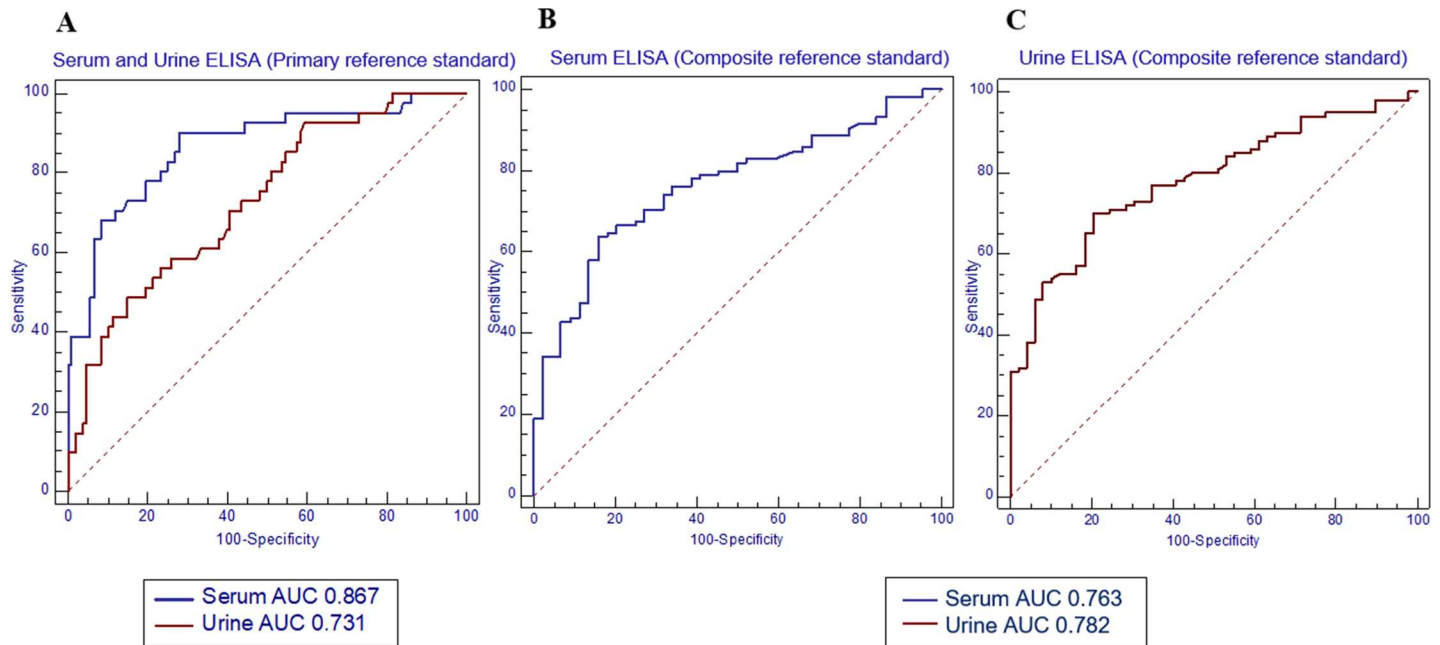 A
Serum and Urine ELISA (Primary reference standard)
100
80
60
40
20
0
Sensitivity
0 20 40 60 80 100
100-Specificity
Serum AUC 0.867
Urine AUC 0.731
B
Serum ELISA (Composite reference standard)
100
80
60
40
20
0
Sensitivity
0 20 40 60 80 100
100-Specificity
C
Urine ELISA (Composite reference standard)
100
80
60
40
20
0
Sensitivity
0 20 40 60 80 100
100-Specificity
Serum AUC 0.763
Urine AUC 0.782